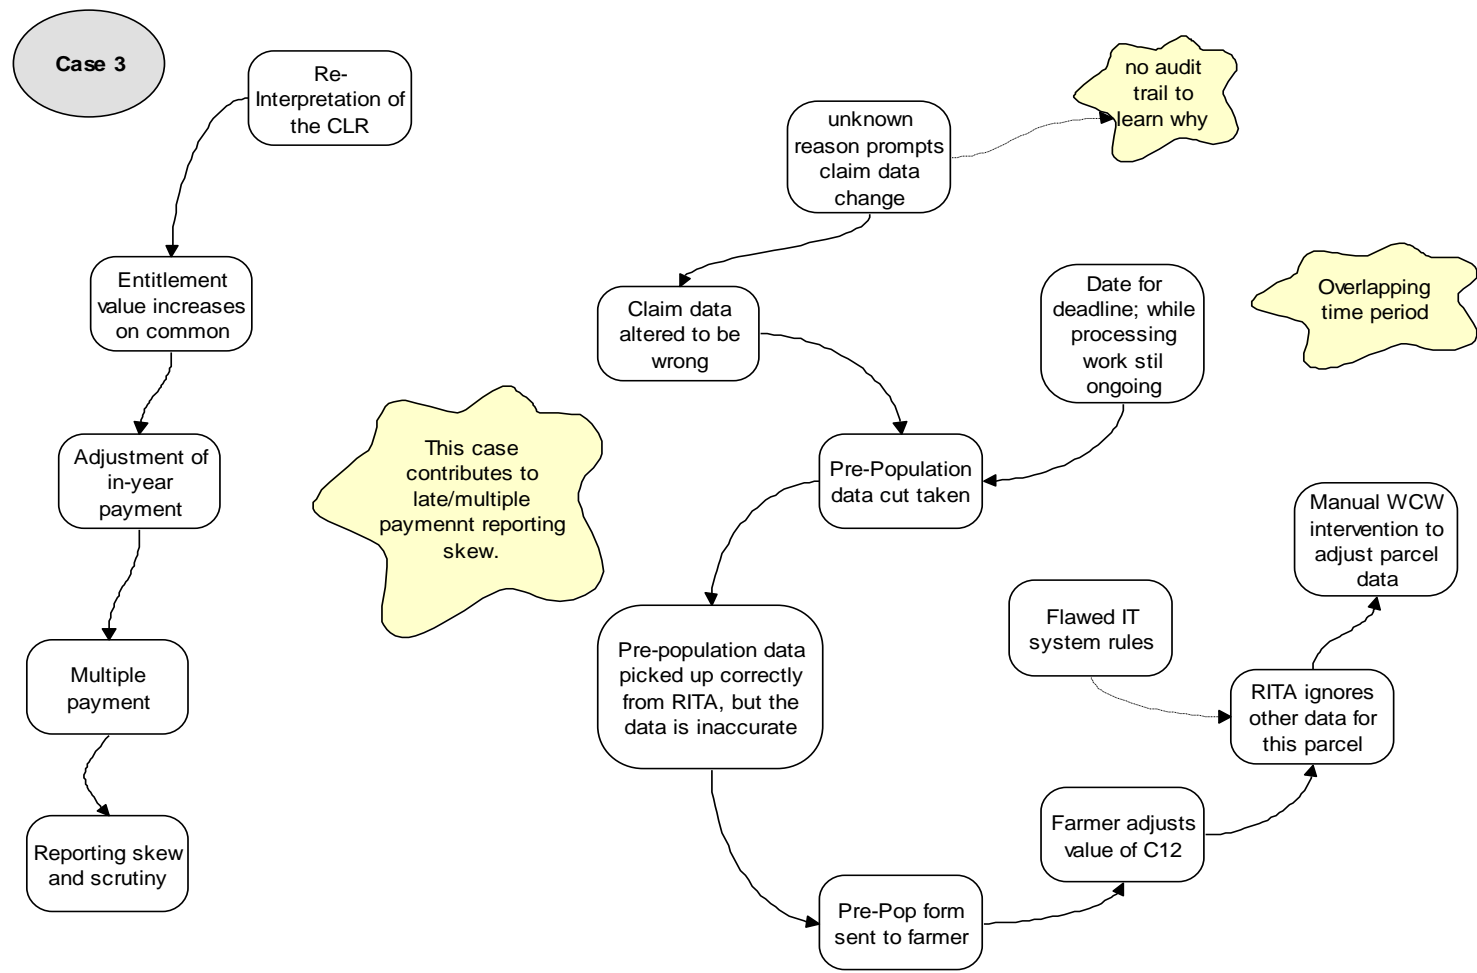 Case 3
Re-
Interpretation of
the CLR
Entitlement
value increases
on common
Adjustment of
in-year
payment
Multiple
payment
Reporting skew
and scrutiny
This case
contributes to
late/multiple
paymennt reporting
skew.
unknown
reason prompts
claim data
change
no audit
trail to
learn why
Claim data
altered to be
wrong
Date for
deadline; while
processing
work stil
ongoing
Overlapping
time period
Pre-Population
data cut taken
Pre-population data
picked up correctly
from RITA, but the
data is inaccurate
Pre-Pop form
sent to farmer
Farmer adjusts
value of C12
Flawed IT
system rules
RITA ignores
other data for
this parcel
Manual WCW
intervention to
adjust parcel
data